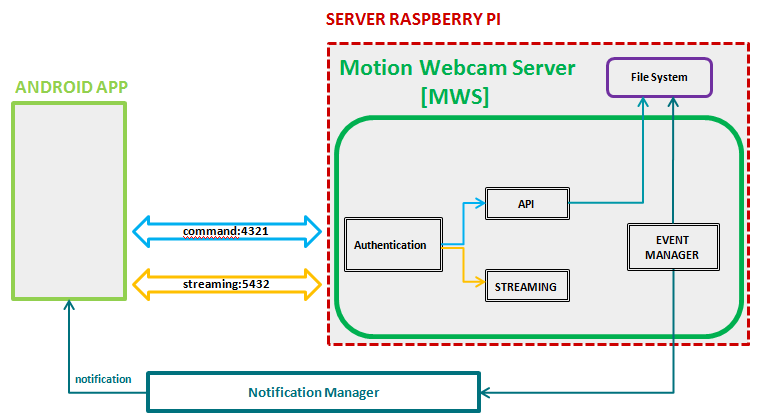 SERVER RASPBERRY PI
Motion Webcam Server
[MWS]
File System
ANDROID APP
command:4321
streaming:5432
Authentication
API
STREAMING
EVENT
MANAGER
notification
Notification Manager